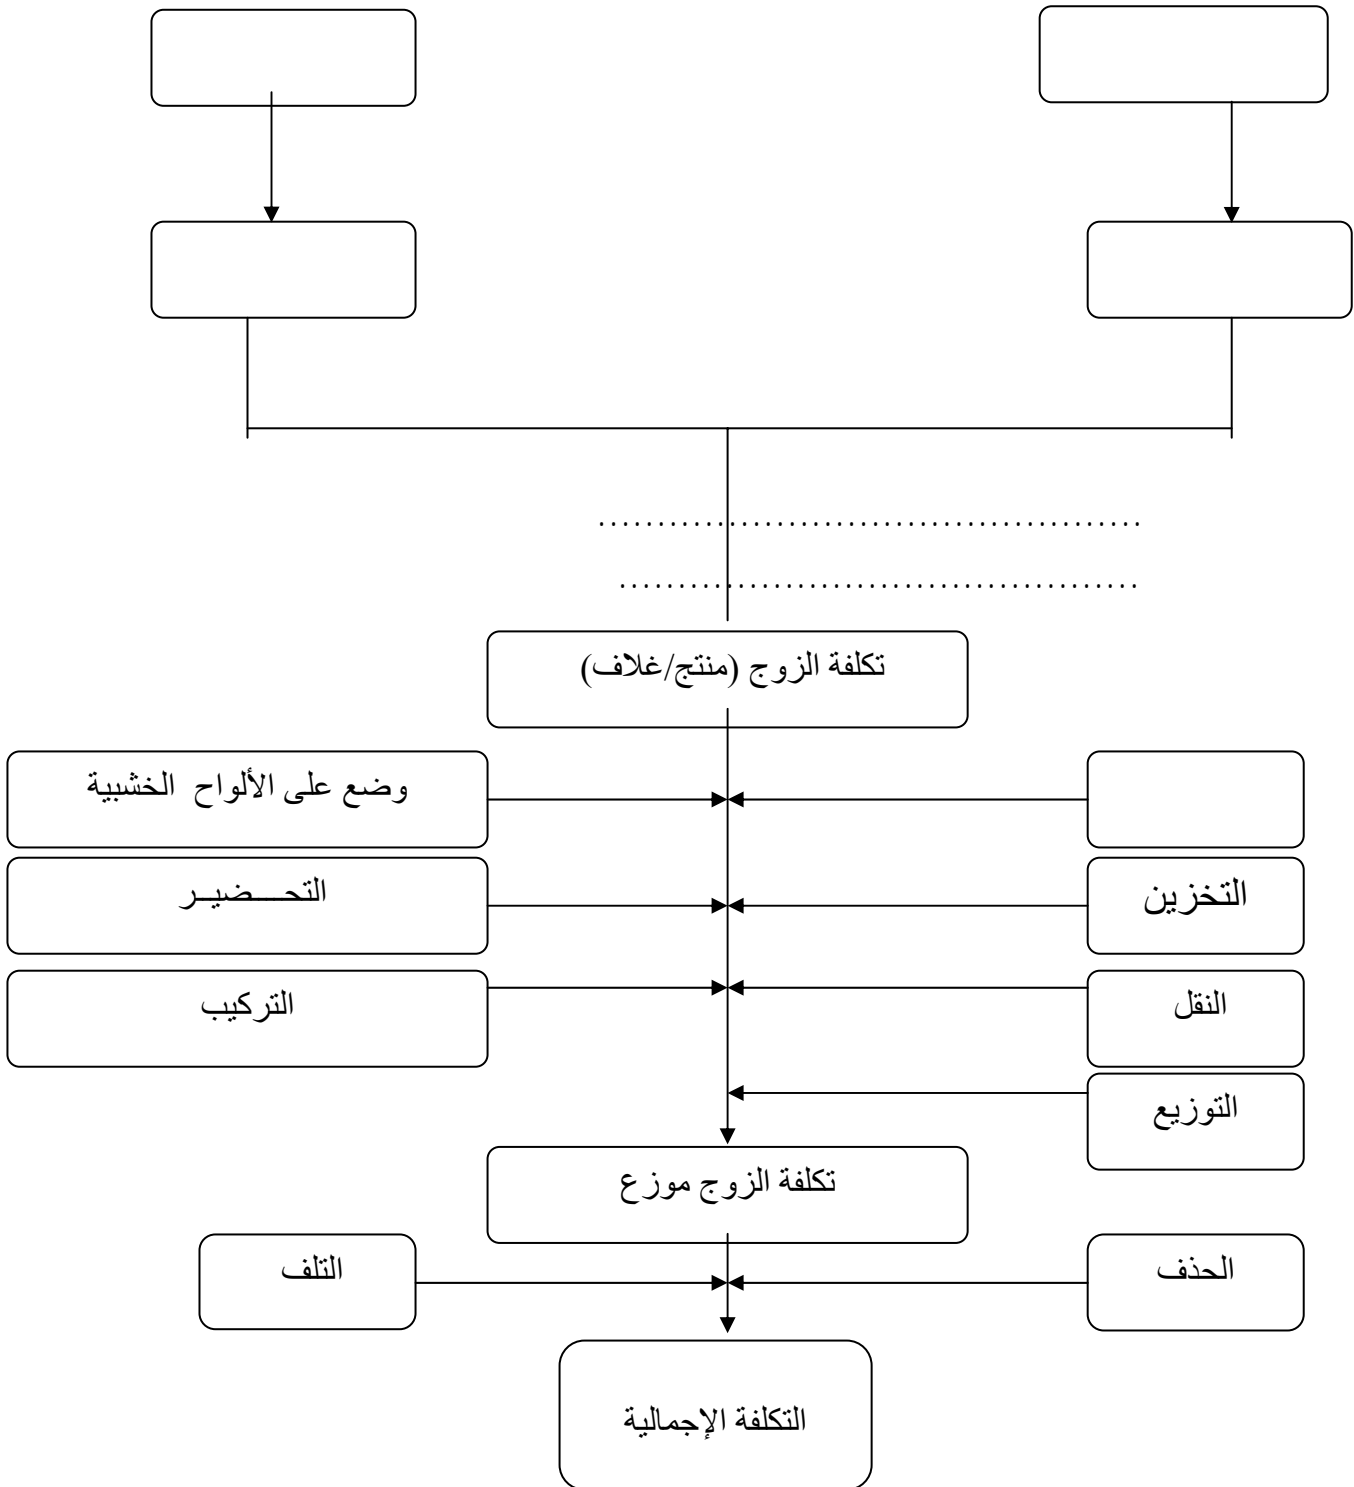 ........................................................
........................................................
تكلفة الزوج (منتج/غلاف)
وضع على الألواح الخشبية
التحـــضيــر
التخزين
التركيب
النقل
التوزيع
تكلفة الزوج موزع
الحذف
التلف
التكلفة الإجمالية